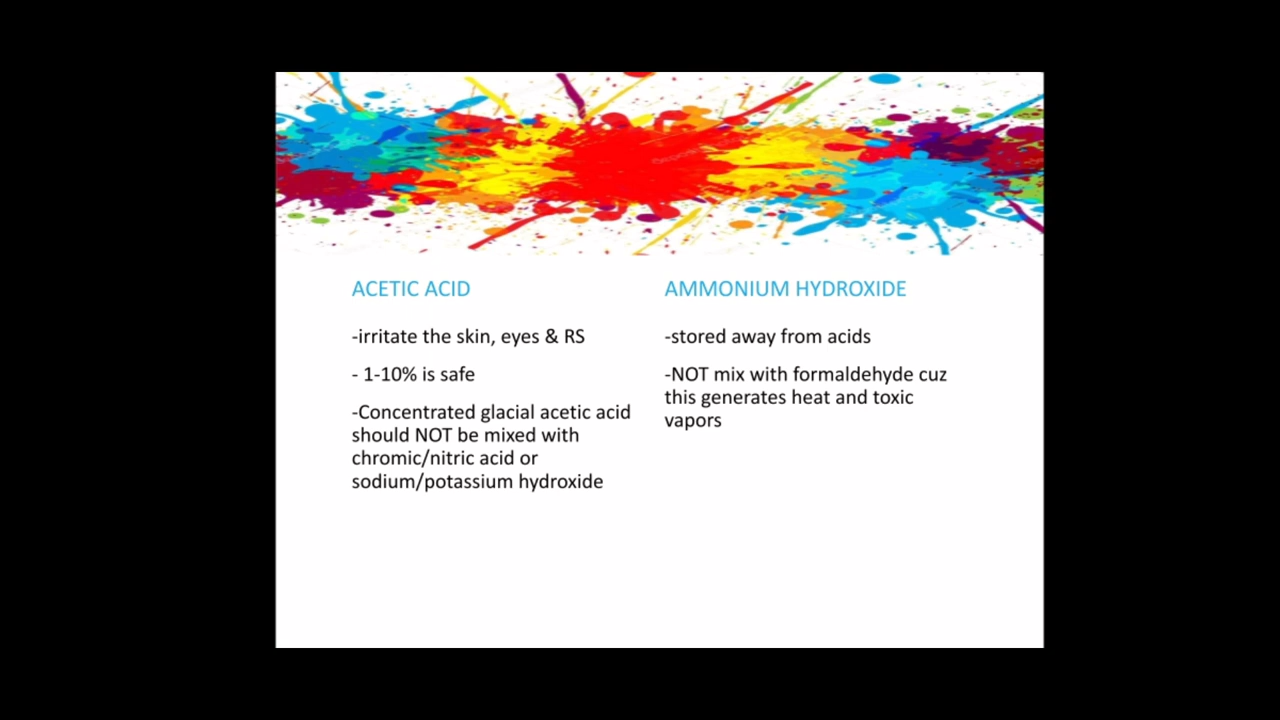 ACETIC ACID
-irritate the skin, eyes & RS
- 1-10% is safe
-Concentrated glacial acetic acid
should NOT be mixed with
chromic/nitric acid or
sodium/potassium hydroxide
AMMONIUM HYDROXIDE
-stored away from acids
-NOT mix with formaldehyde cuz
this generates heat and toxic
vapors